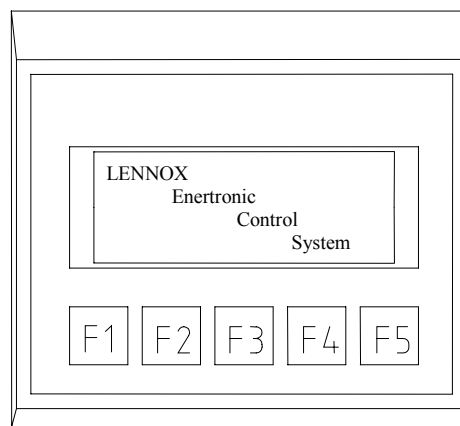 LENNOX
Enertronic
Control
System
F1 F2 F3 F4 F5